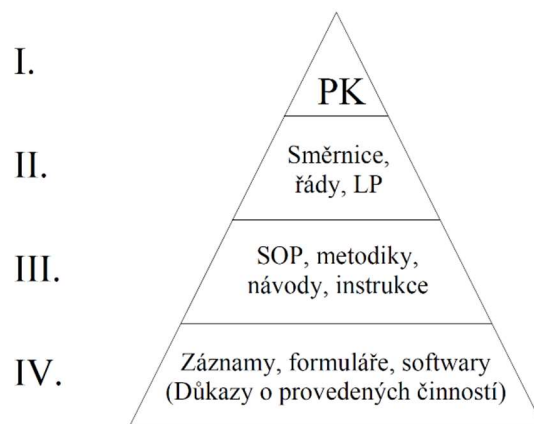 I.
PK
II.
Směrnice,
řády, LP
III.
SOP, metodiky,
návody, instrukce
IV.
Záznamy, formuláře, softwary
(Důkazy o provedených činností)